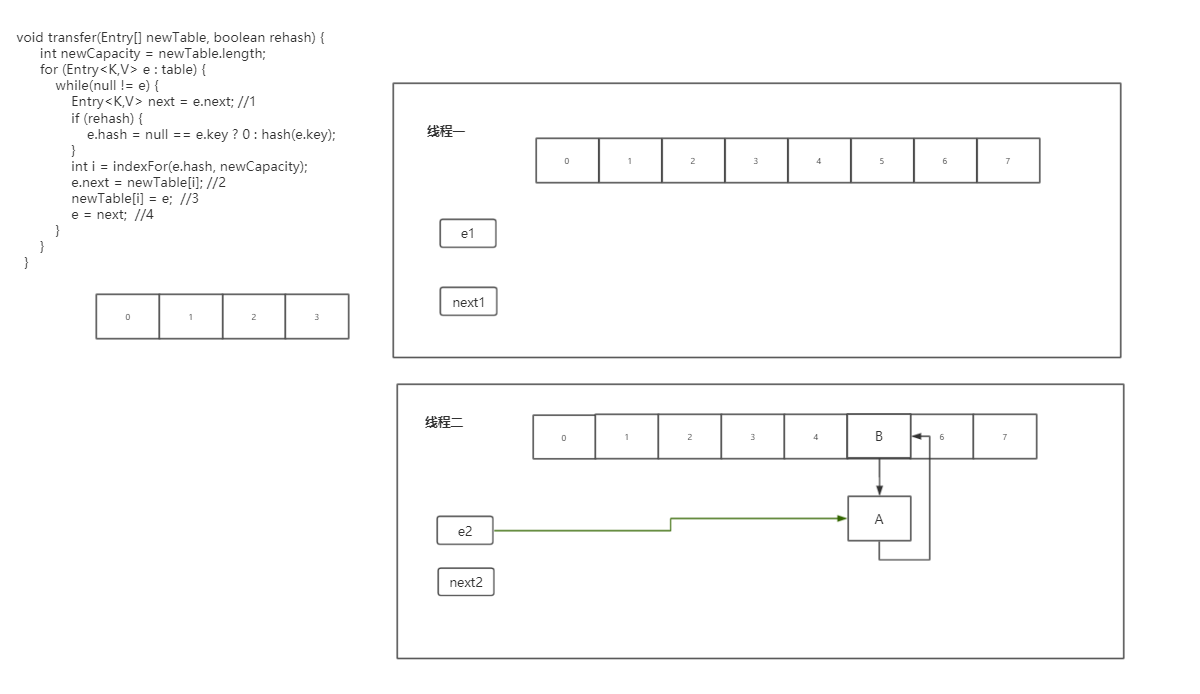 void transfer(Entry[] newTable, boolean rehash) {
int newCapacity = newTable.length;
for (Entry<K,V> e : table) {
while(null != e) {
Entry<K,V> next = e.next; //1
if (rehash) {
e.hash = null == e.key ? 0 : hash(e.key);
}
int i = indexFor(e.hash, newCapacity);
e.next = newTable[i]; //2
newTable[i] = e; //3
e = next; //4
}
}
}
0 1 2 3
线程一
0 1 2 3 4 5 6 7
e1
next1
线程二
0 1 2 3 4 B 6 7
A
e2
next2